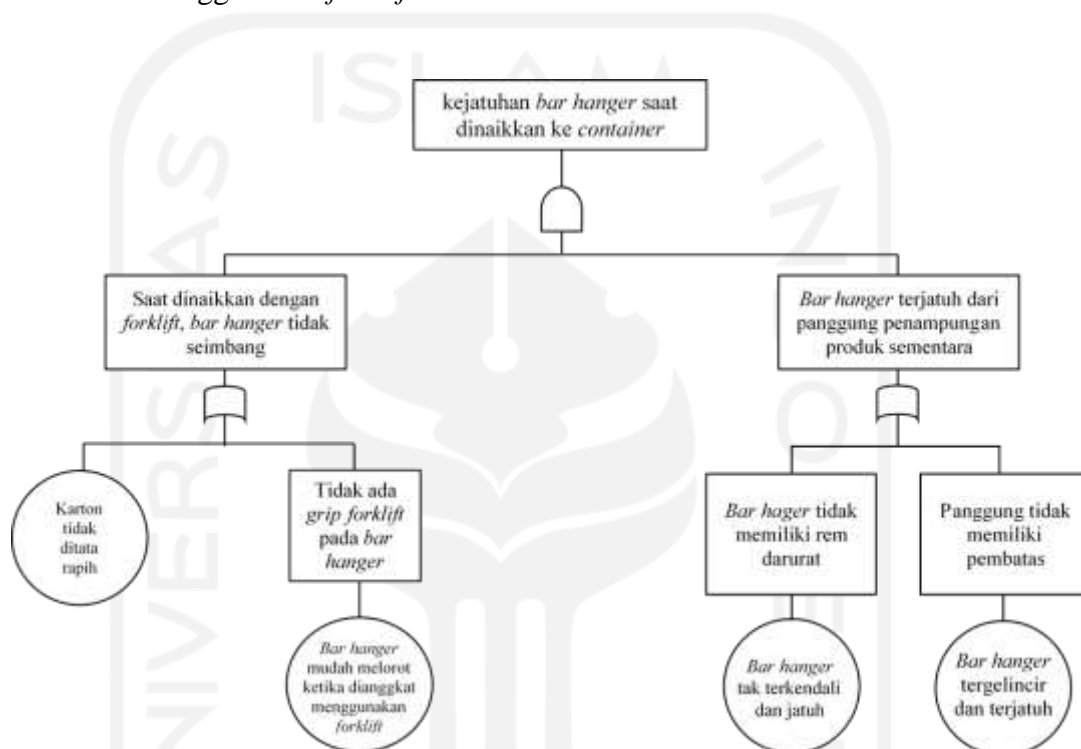 ISLAM
UNIVERSITAS
kejatuhan bar hanger saat
dinaikkan ke container
Saat dinaikkan dengan
forklift, bar hanger tidak
seimbang
Bar hanger terjatuh dari
panggung penampungan
produk sementara
Karton
tidak
ditata
rapih
Tidak ada
grip forklift
pada bar
hanger
Bar hager tidak
memiliki rem
darurat
Panggung tidak
memiliki
pembatas
Bar hanger
mudah melorot
ketika dianggkat
menggunakan
forklift
Bar hanger
tak terkendali
dan jatuh
Bar hanger
tergelincir
dan terjatuh